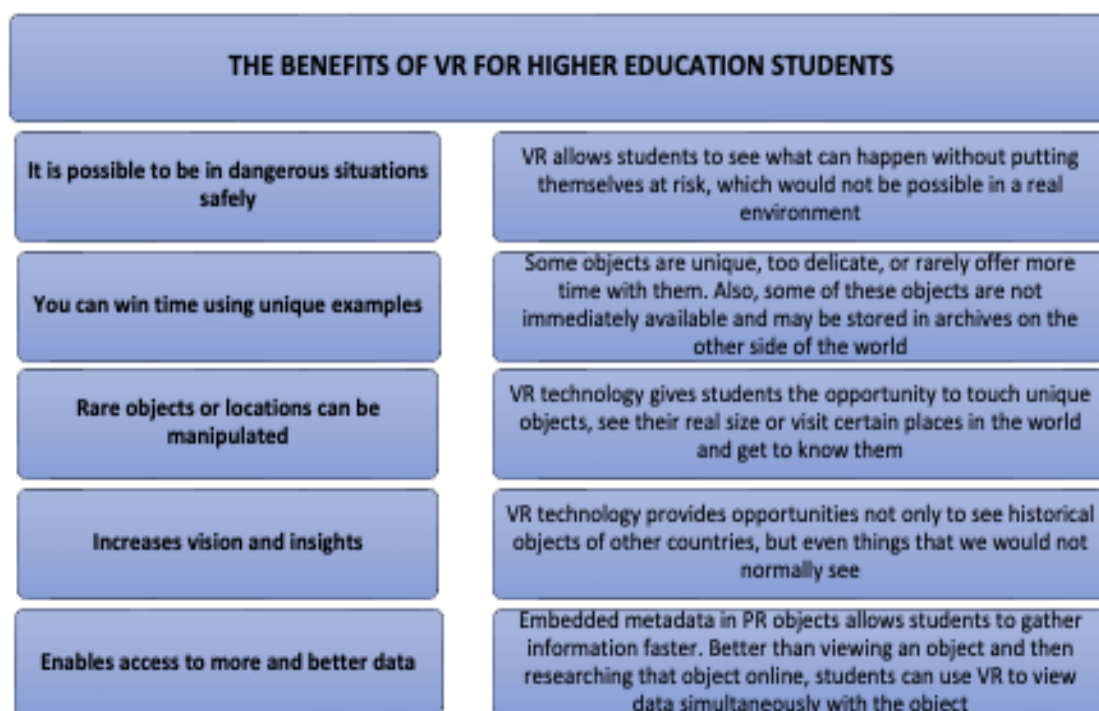 THE BENEFITS OF VR FOR HIGHER EDUCATION STUDENTS
It is possible to be in dangerous situations
safely
VR allows students to see what can happen without putting
themselves at risk, which would not be possible in a real
environment
You can win time using unique examples
Some objects are unique, too delicate, or rarely offer more
time with them. Also, some of these objects are not
immediately available and may be stored in archives on the
other side of the world
Rare objects or locations can be
manipulated
VR technology gives students the opportunity to touch unique
objects, see their real size or visit certain places in the world
and get to know them
Increases vision and insights
VR technology provides opportunities not only to see historical
objects of other countries, but even things that we would not
normally see
Enables access to more and better data
Embedded metadata in PR objects allows students to gather
information faster. Better than viewing an object and then
researching that object online, students can use VR to view
data simultaneously with the object